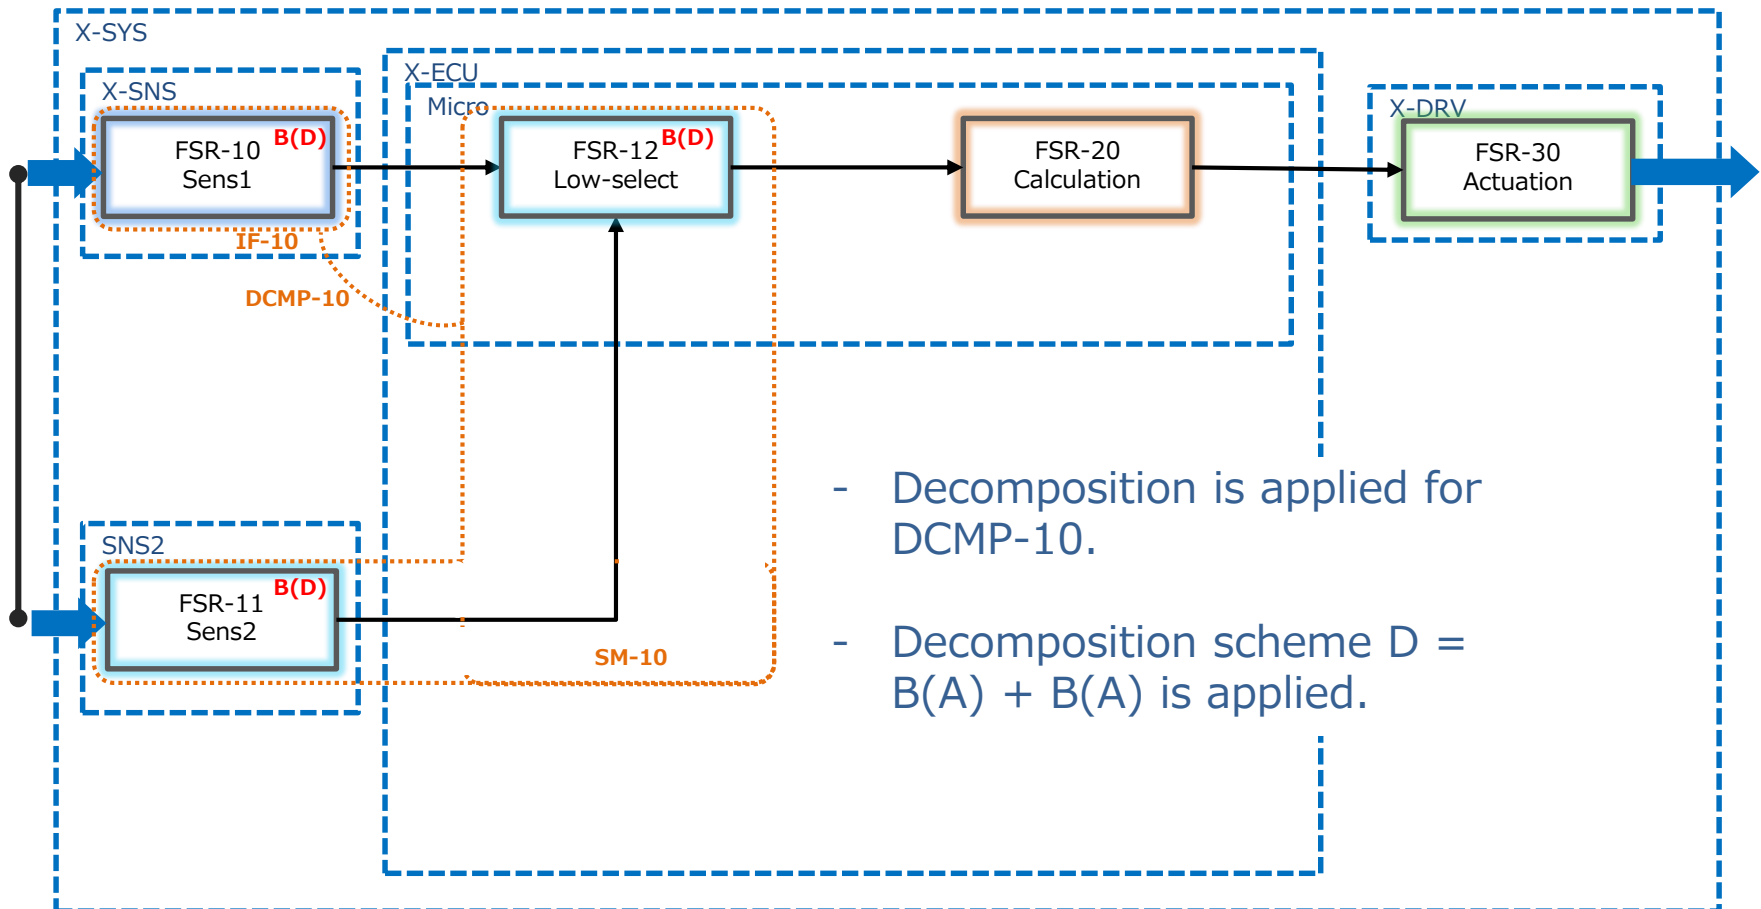 X-SYS
X-SNS
X-ECU
Micro
X-DRV
FSR-10
B(D)
Sens1
FSR-12
B(D)
Low-select
FSR-20
Calculation
FSR-30
Actuation
IF-10
DCMP-10
SNS2
FSR-11
B(D)
Sens2
SM-10
- Decomposition is applied for
DCMP-10.
- Decomposition scheme D =
B(A) + B(A) is applied.